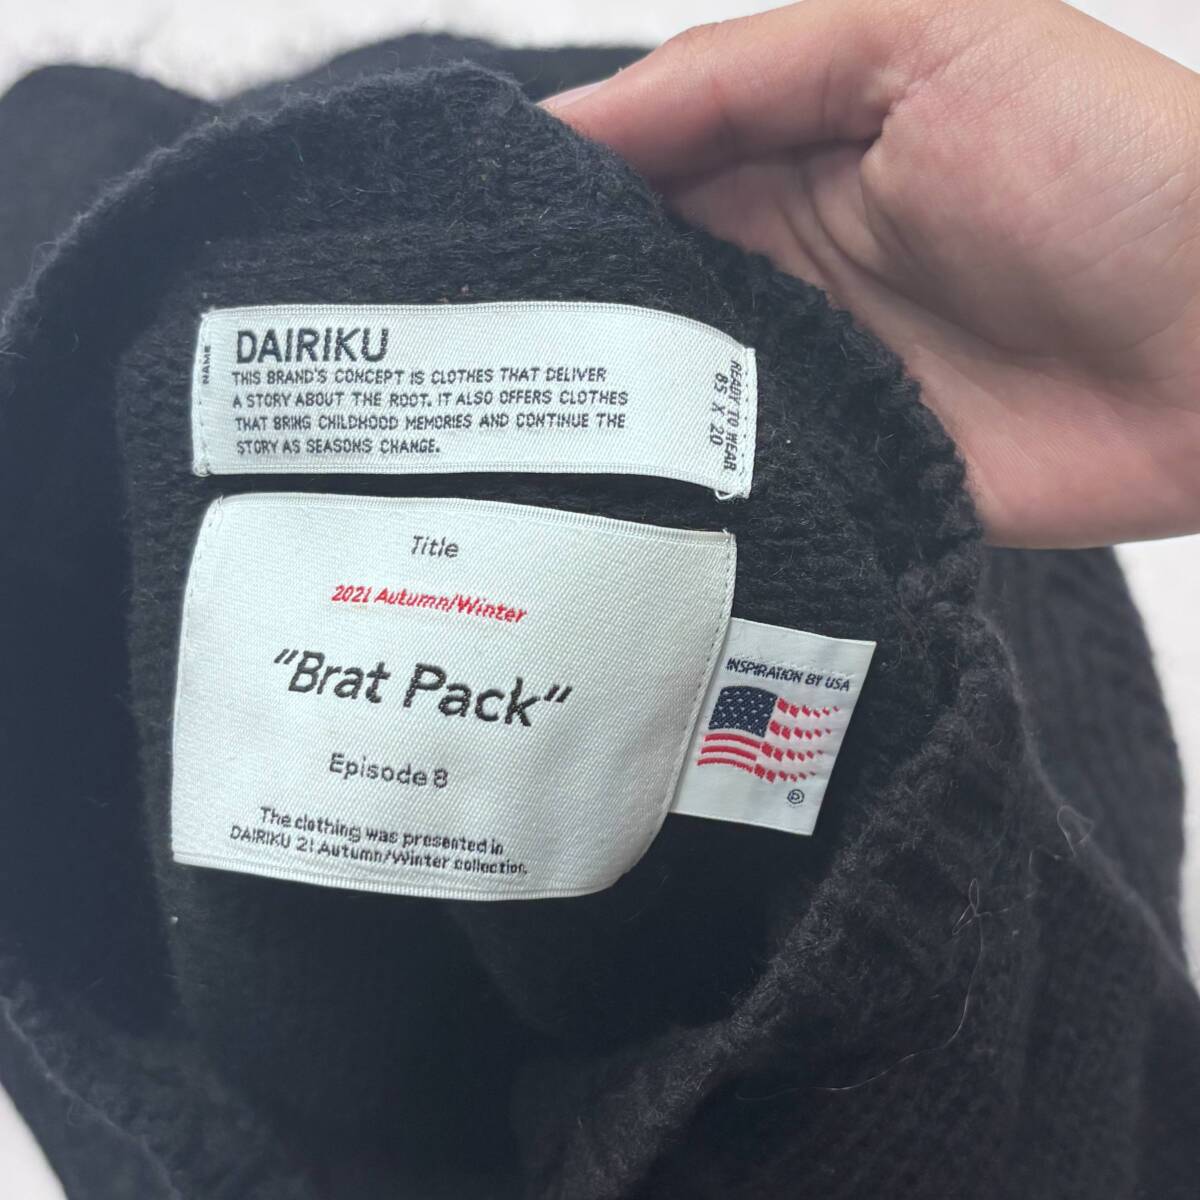 NAME
DAIRIKU
THIS BRAND'S CONCEPT IS CLOTHES THAT DELIVER
A STORY ABOUT THE ROOT. IT ALSO OFFERS CLOTHES
THAT BRING CHILDHOOD MEMORIES AND CONTINUE THE
STORY AS SEASONS CHANGE.
READY TO WEAR
85 X 20
Title
2021 Autumn/Winter
"Brat Pack"
Episode 8
The clothing was presented in
DAIRIKU 21 Autumn/Winter collection.
INSPIRATION BY USA
Ⓡ